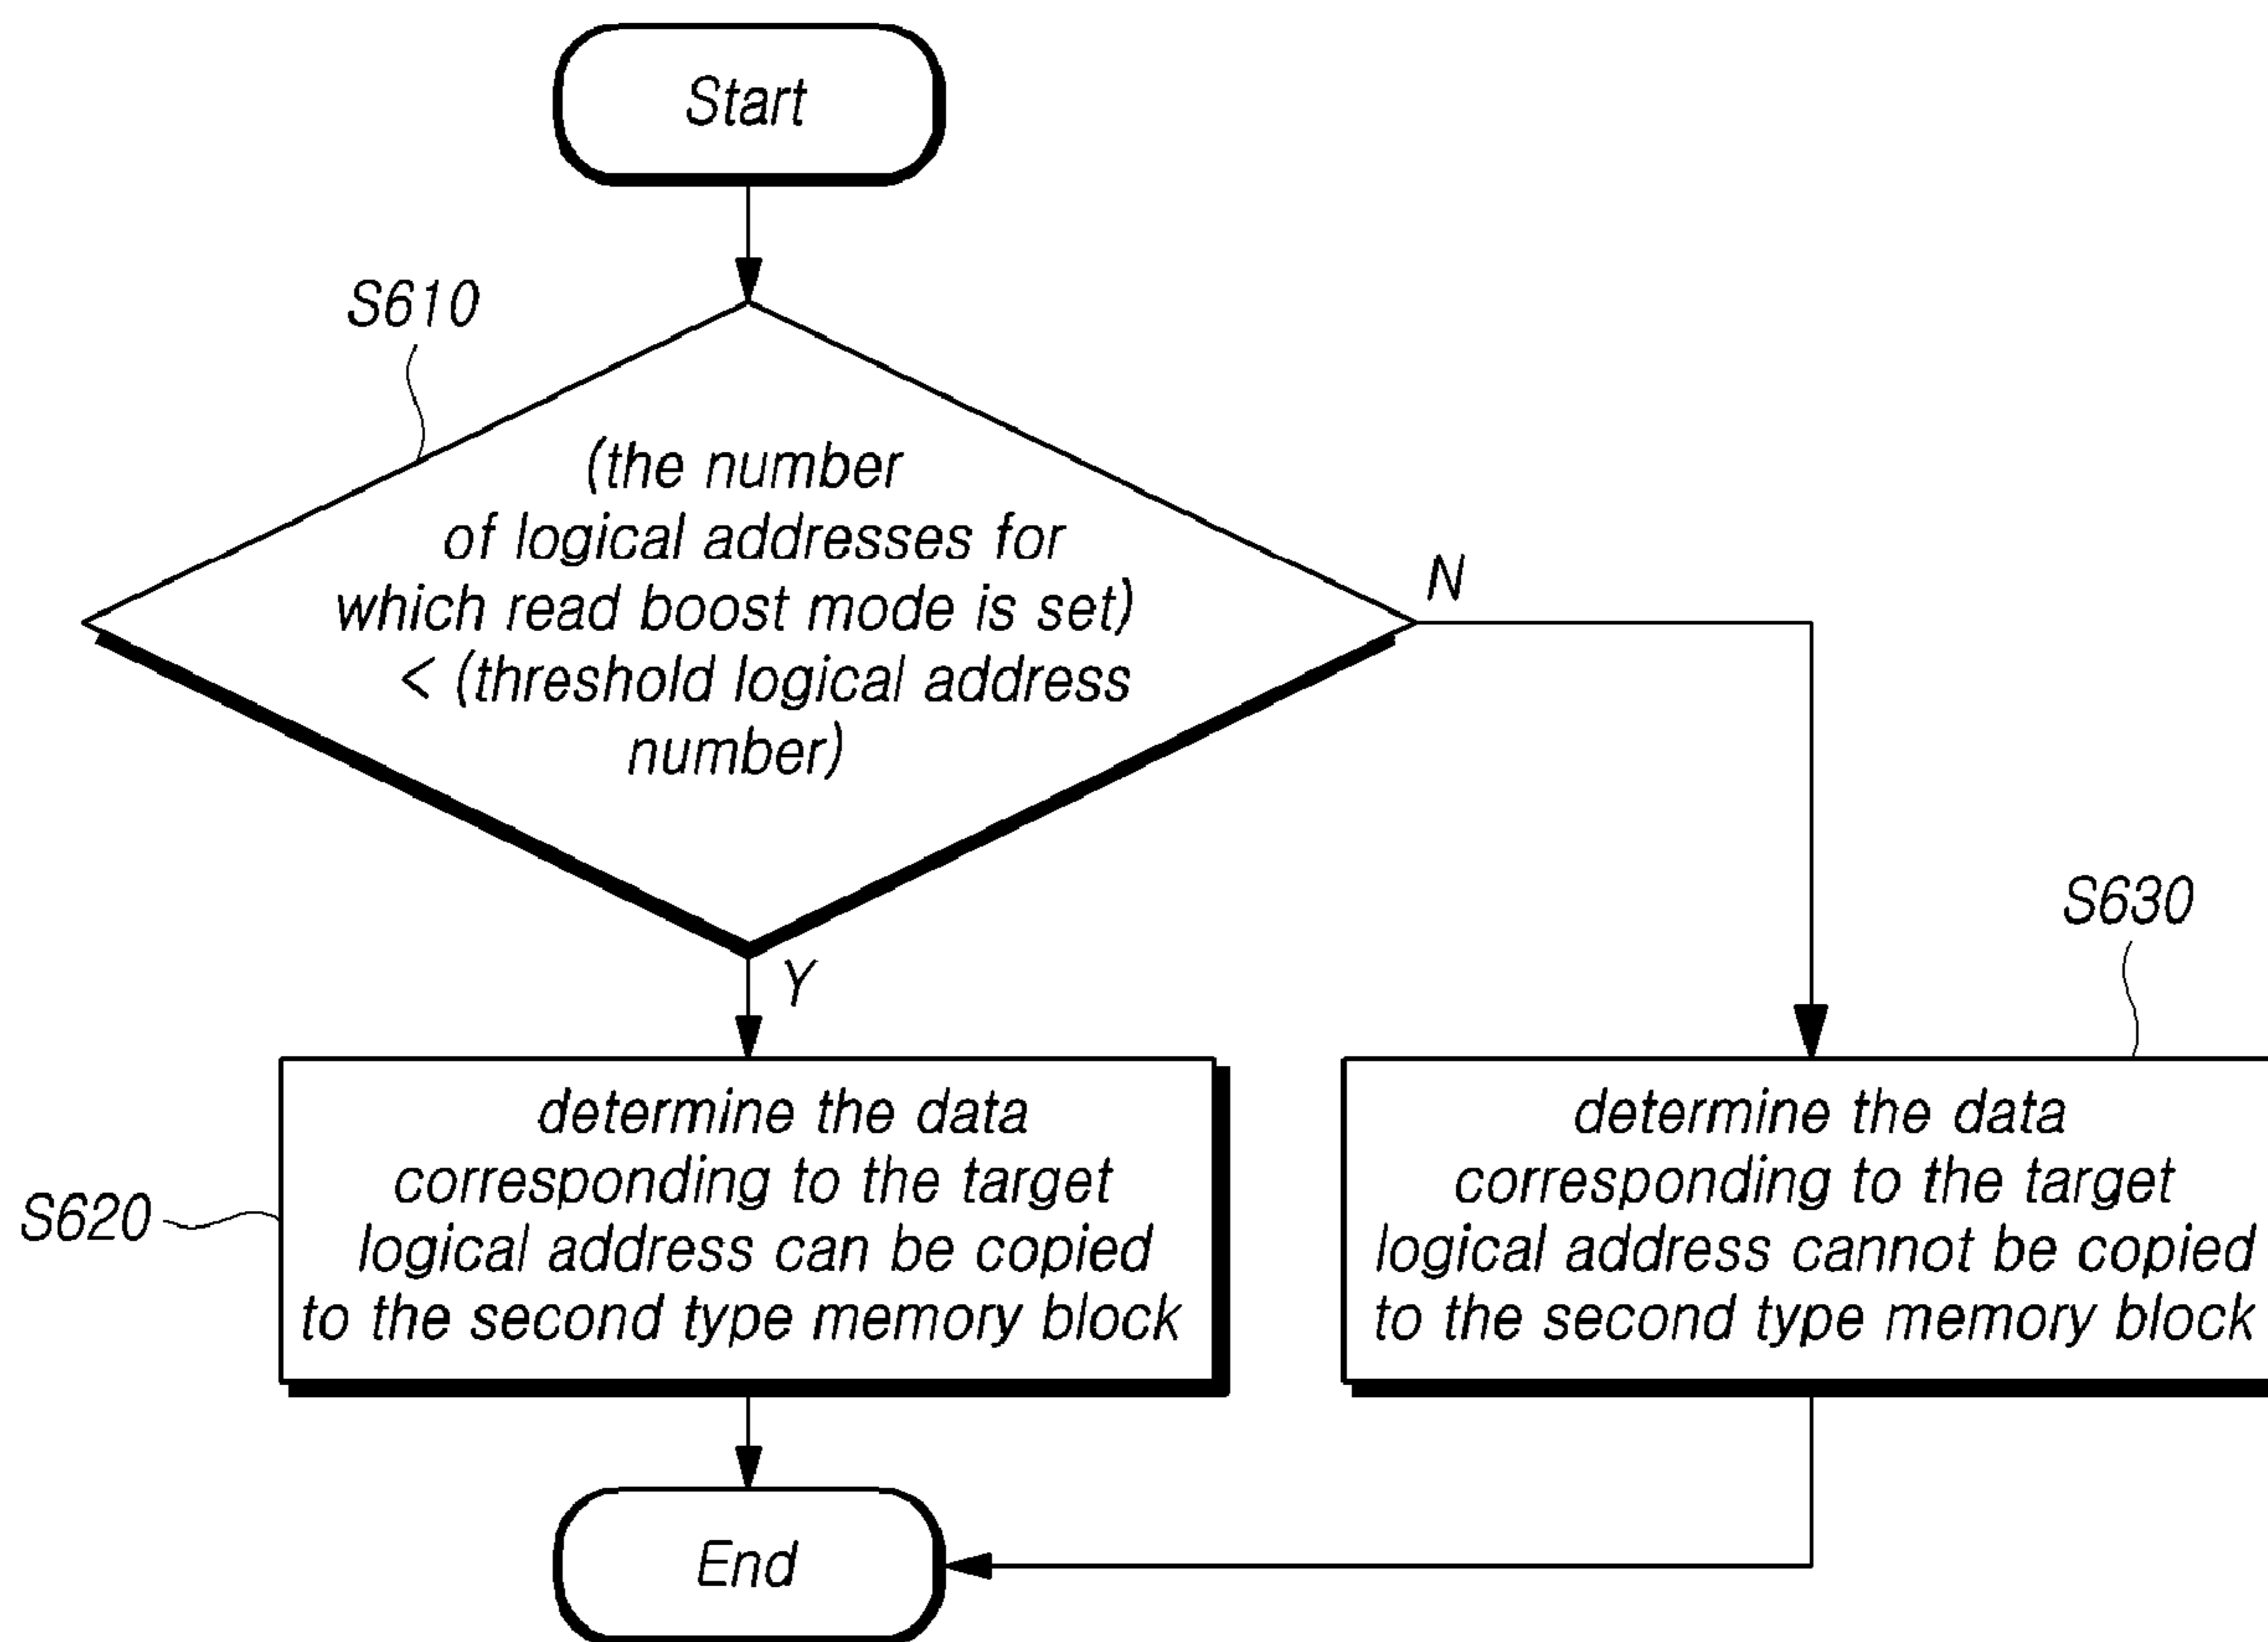 Start
S610
(the number
of logical addresses for
which read boost mode is set)
< (threshold logical address
number)
N
Y
S630
determine the data
corresponding to the target
logical address can be copied
to the second type memory block
S620
determine the data
corresponding to the target
logical address cannot be copied
to the second type memory block
End